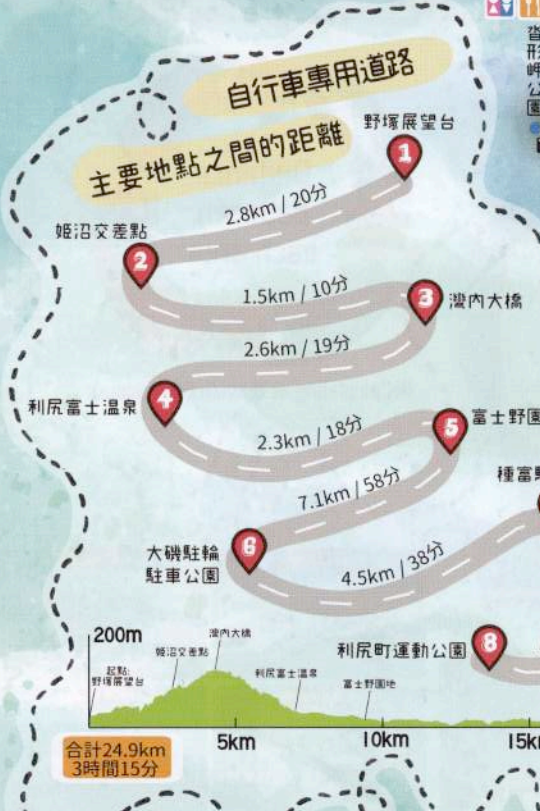 沓
形
岬
公
園
自行車專用道路
主要地點之間的距離
野塚展望台
1
2.8km / 20分
姫沼交差點
2
1.5km / 10分
3
灣內大橋
2.6km / 19分
4
利尻富士溫泉
2.3km / 18分
5
富士野園
7.1km / 58分
種富
6
大磯駐輪
駐車公園
4.5km / 38分
8
利尻町運動公園
200m
灣內大橋
姫沼交差點
起點:
野塚展望台
利尻富士溫泉
富士野園地
5km
10km
15k
合計24.9km
3時間15分